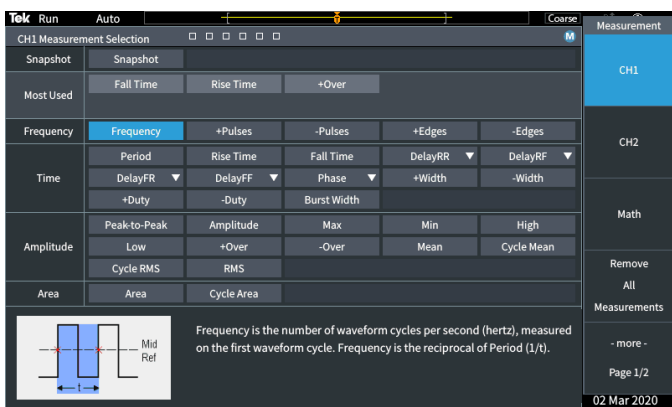 Tek Run Auto Coarse
Measurement
CH1 Measurement Selection M
Snapshot Snapshot
Most Used Fall Time Rise Time +Over
Frequency Frequency +Pulses -Pulses +Edges -Edges
Time Period Rise Time Fall Time DelayRR DelayRF
DelayFR DelayFF Phase +Width -Width
+Duty -Duty Burst Width
Amplitude Peak-to-Peak Amplitude Max Min High
Low +Over -Over Mean Cycle Mean
Cycle RMS RMS
Area Area Cycle Area
Mid
Ref
t
Frequency is the number of waveform cycles per second (hertz), measured
on the first waveform cycle. Frequency is the reciprocal of Period (1/t).
CH1
CH2
Math
Remove
All
Measurements
- more -
Page 1/2
02 Mar 2020